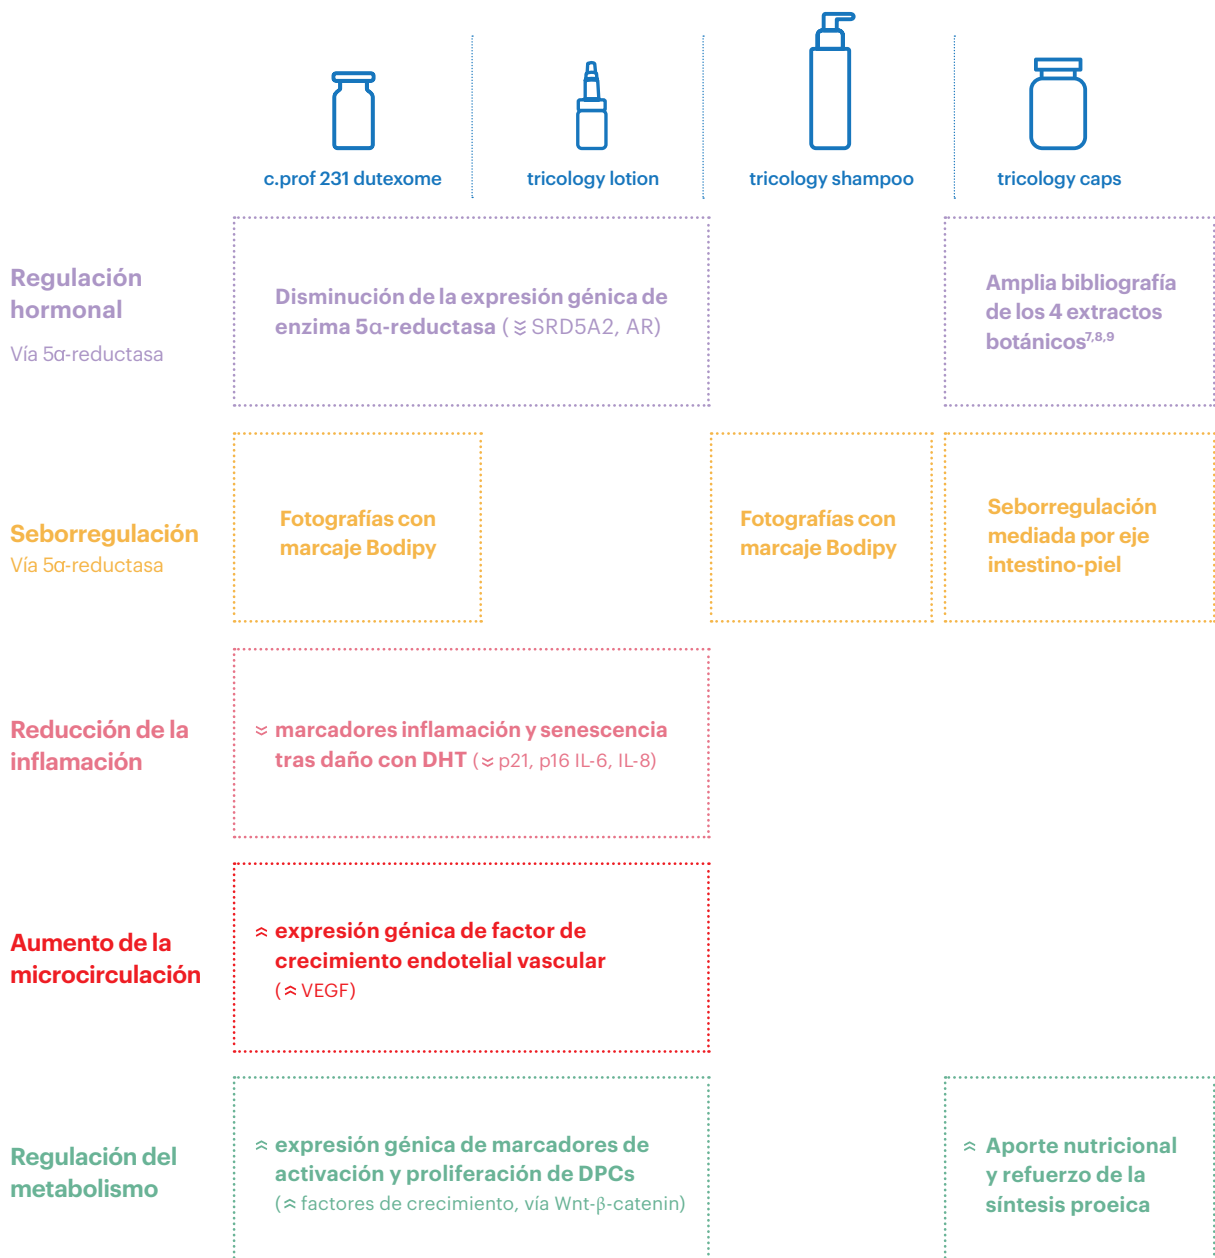 c.prof 231 dutexome
tricology lotion
tricology shampoo
tricology caps
Regulación
hormonal
Vía 5α-reductasa
Disminución de la expresión génica de
enzima 5α-reductasa (SRD5A2, AR)
Amplia bibliografía
de los 4 extractos
botánicos7,8,9
Seborregulación
Vía 5α-reductasa
Fotografías con
marcaje Bodipy
Fotografías con
marcaje Bodipy
Seborregulación
mediada por eje
intestino-piel
Reducción de la
inflamación
marcadores inflamación y senescencia
tras daño con DHT (p21, p16 IL-6, IL-8)
Aumento de la
microcirculación
expresión génica de factor de
crecimiento endotelial vascular
(VEGF)
Regulación del
metabolismo
expresión génica de marcadores de
activación y proliferación de DPCs
(factores de crecimiento, vía Wnt-β-catenin)
Aporte nutricional
y refuerzo de la
síntesis proeica